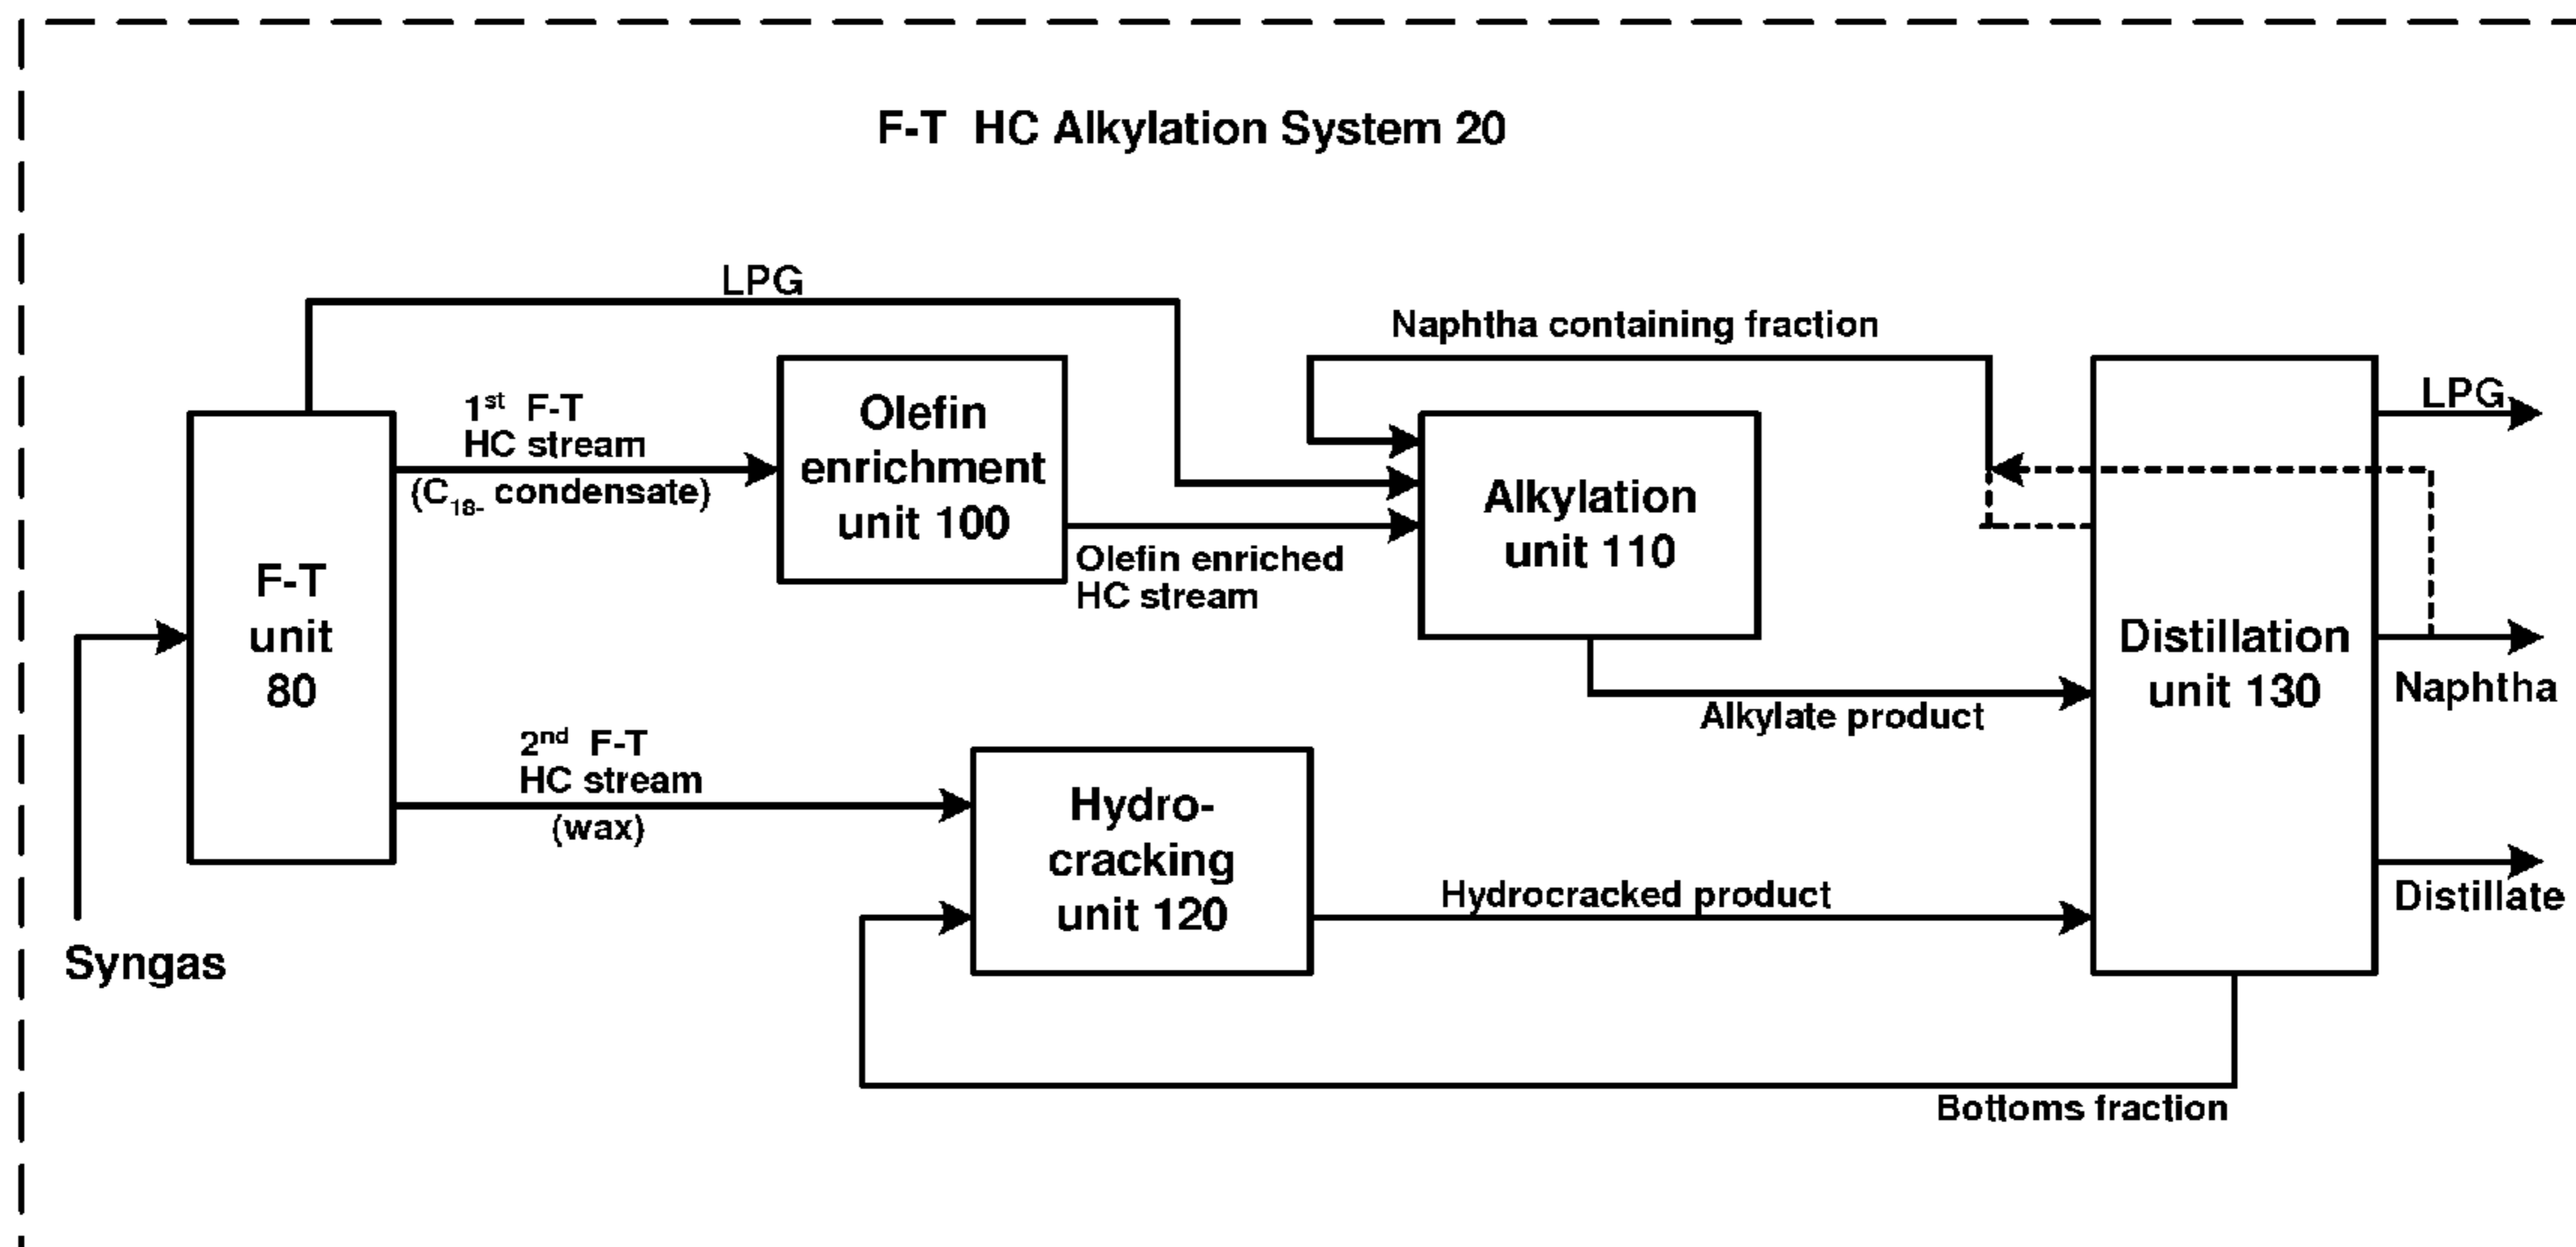 F-T HC Alkylation System 20
LPG
Naphtha containing fraction
1st F-T
HC stream
(C18- condensate)
Olefin
enrichment
unit 100
LPG
Alkylation
unit 110
Olefin enriched
HC stream
F-T
unit
80
Distillation
unit 130
Naphtha
Alkylate product
2nd F-T
HC stream
(wax)
Hydro-
cracking
unit 120
Hydrocracked product
Distillate
Syngas
Bottoms fraction